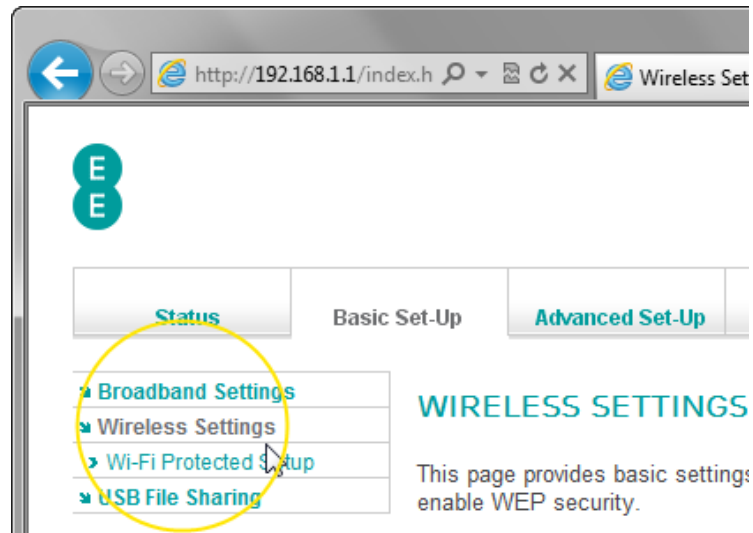 http://192.168.1.1/index.h
Wireless Set
E
E
Status
Basic Set-Up
Advanced Set-Up
Broadband Settings
Wireless Settings
Wi-Fi Protected Setup
USB File Sharing
WIRELESS SETTINGS
This page provides basic settings
enable WEP security.